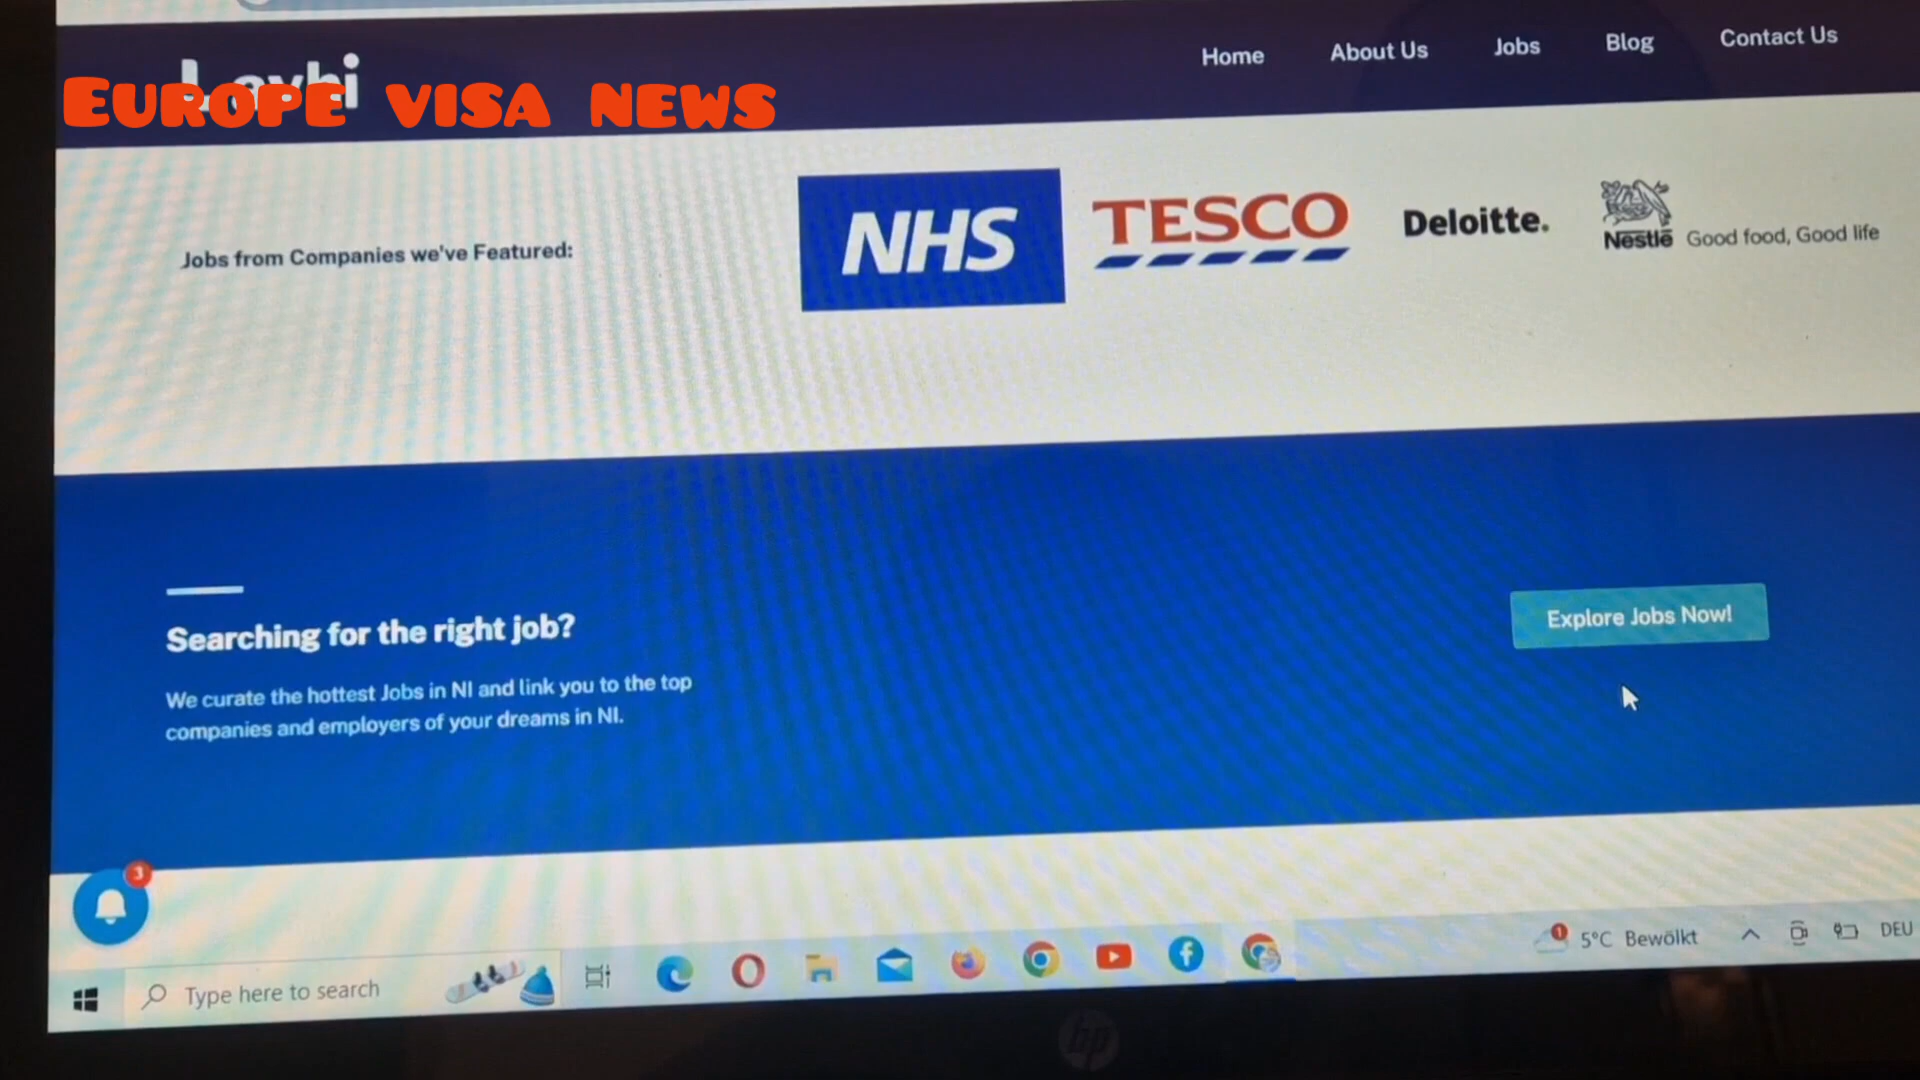 Home About Us Jobs Blog Contact Us
EUROPE VISA NEWS
Jobs from Companies we've Featured:
NHS
TESCO
Deloitte.
Nestlé Good food, Good life
Searching for the right job?
We curate the hottest Jobs in NI and link you to the top
companies and employers of your dreams in NI.
Explore Jobs Now!
3
Type here to search
1
5°C Bewölkt
DEU
hp